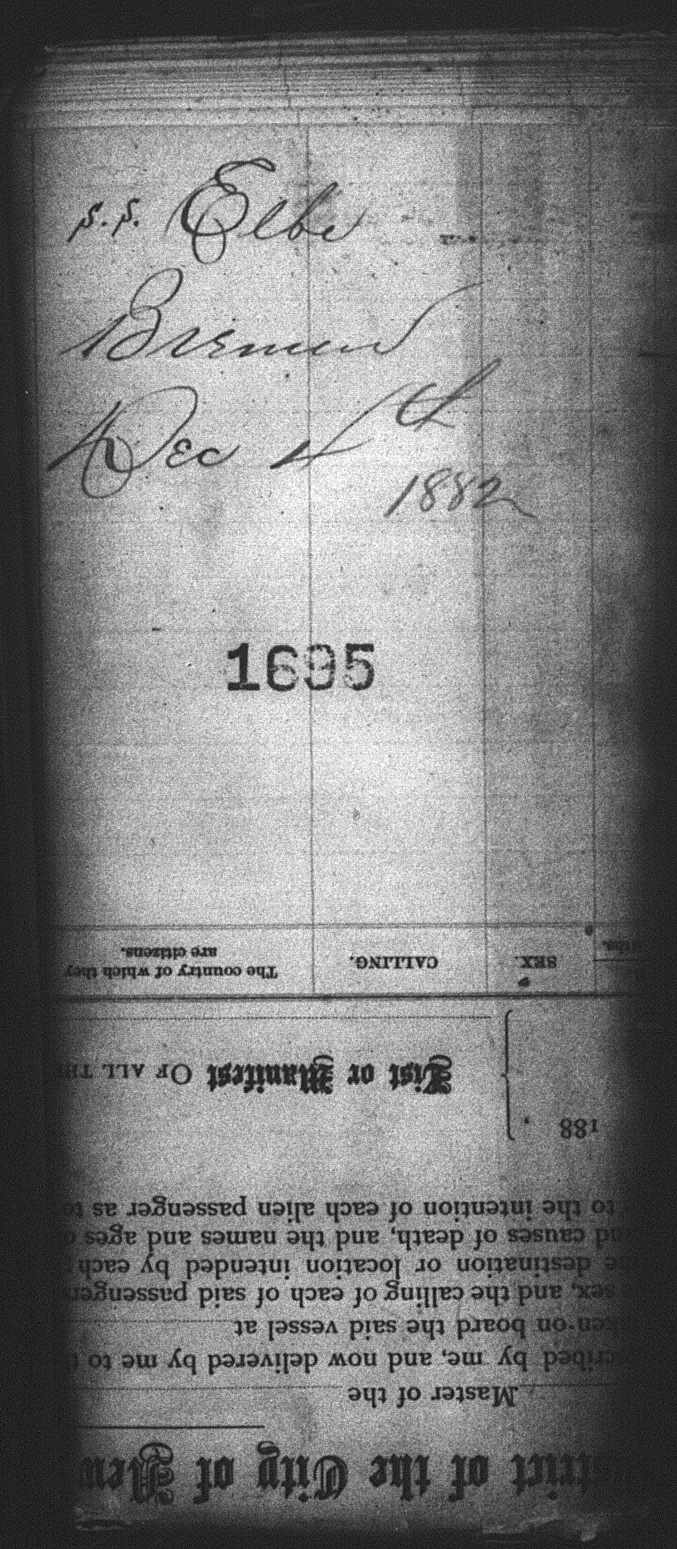 S.S. Elbe
Bremen
Dec 4th
1882
1695
District of the City of New
Master of the
scribed by me, and now delivered by me to
ken on board the said vessel at
sex, and the calling of each of said passengers
destination or location intended by each
and causes of death, and the names and ages
to the intention of each alien passenger as to
188 ,
List or Manifest OF ALL THE
SEX. CALLING. The country of which they
are citizens.